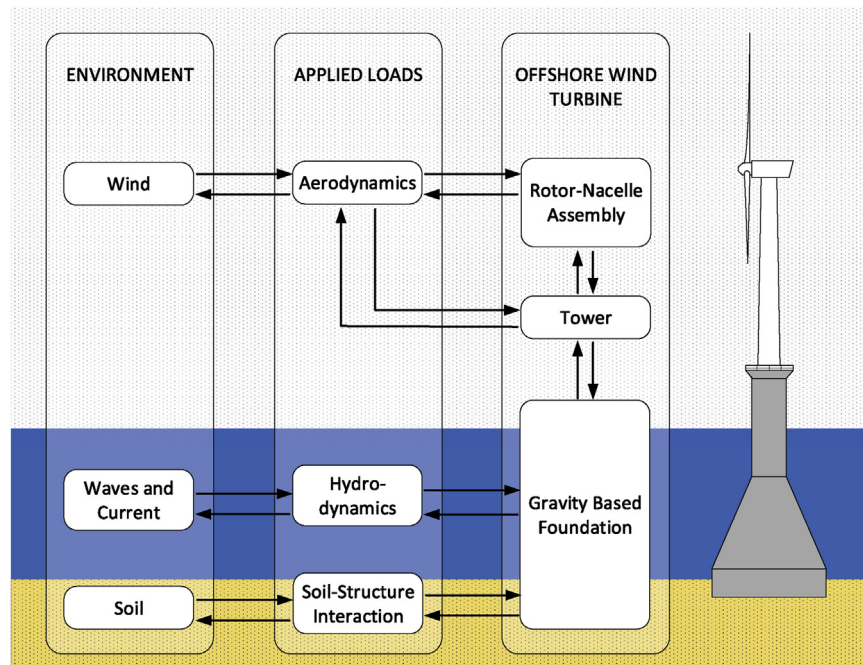 ENVIRONMENT
APPLIED LOADS
OFFSHORE WIND
TURBINE
Wind
Aerodynamics
Rotor-Nacelle
Assembly
Tower
Waves and
Current
Hydro-
dynamics
Gravity Based
Foundation
Soil
Soil-Structure
Interaction